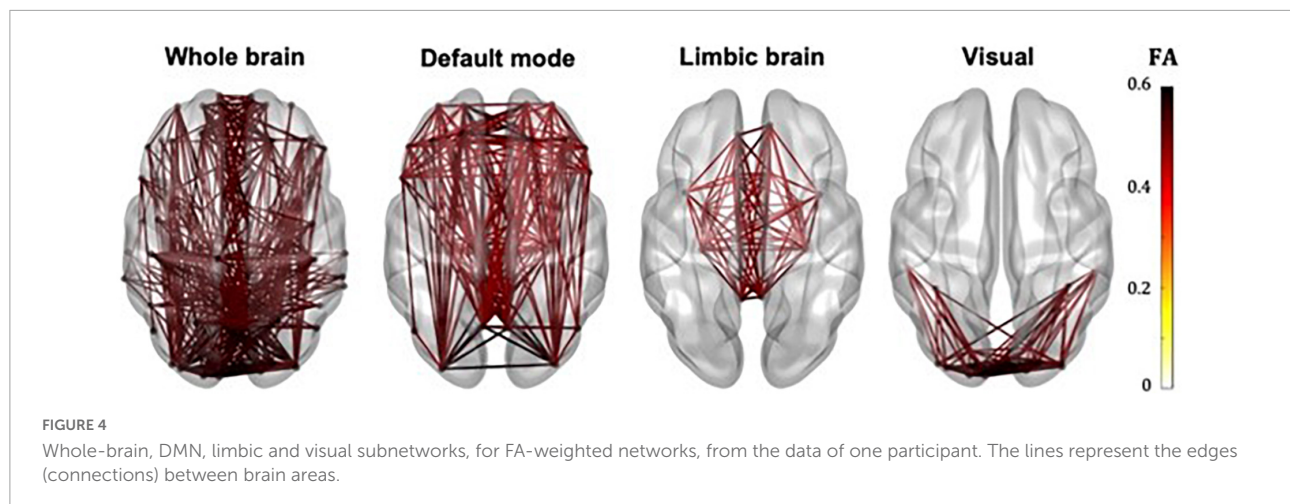 Whole brain Default mode Limbic brain Visual FA
0.6
0.4
0.2
0
FIGURE 4
Whole-brain, DMN, limbic and visual subnetworks, for FA-weighted networks, from the data of one participant. The lines represent the edges
(connections) between brain areas.